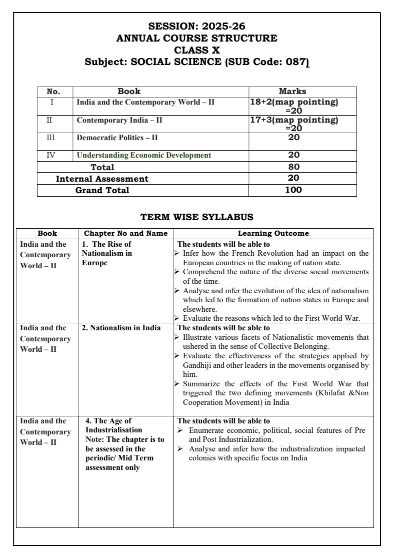 SESSION: 2025-26
ANNUAL COURSE STRUCTURE
CLASS X
Subject: SOCIAL SCIENCE (SUB Code: 087)
No. Book Marks
I India and the Contemporary World – II 18+2(map pointing)
=20
II Contemporary India – II 17+3(map pointing)
=20
III Democratic Politics – II 20
IV Understanding Economic Development 20
Total 80
Internal Assessment 20
Grand Total 100
TERM WISE SYLLABUS
Book Chapter No and Name Learning Outcome
India and the
Contemporary
World – II
1. The Rise of
Nationalism in
Europe
The students will be able to
➢ Infer how the French Revolution had an impact on the
European countries in the making of nation state.
➢ Comprehend the nature of the diverse social movements
of the time.
➢ Analyse and infer the evolution of the idea of nationalism
which led to the formation of nation states in Europe and
elsewhere.
➢ Evaluate the reasons which led to the First World War.
India and the
Contemporary
World – II
2. Nationalism in India
The students will be able to
➢ Illustrate various facets of Nationalistic movements that
ushered in the sense of Collective Belonging.
➢ Evaluate the effectiveness of the strategies applied by
Gandhiji and other leaders in the movements organised by
him.
➢ Summarize the effects of the First World War that
triggered the two defining movements (Khilafat &Non
Cooperation Movement) in India
India and the
Contemporary
World – II
4. The Age of
Industrialisation
Note: The chapter is to
be assessed in the
periodic/ Mid Term
assessment only
The students will be able to
➢ Enumerate economic, political, social features of Pre
and Post Industrialization.
➢ Analyse and infer how the industrialization impacted
colonies with specific focus on India